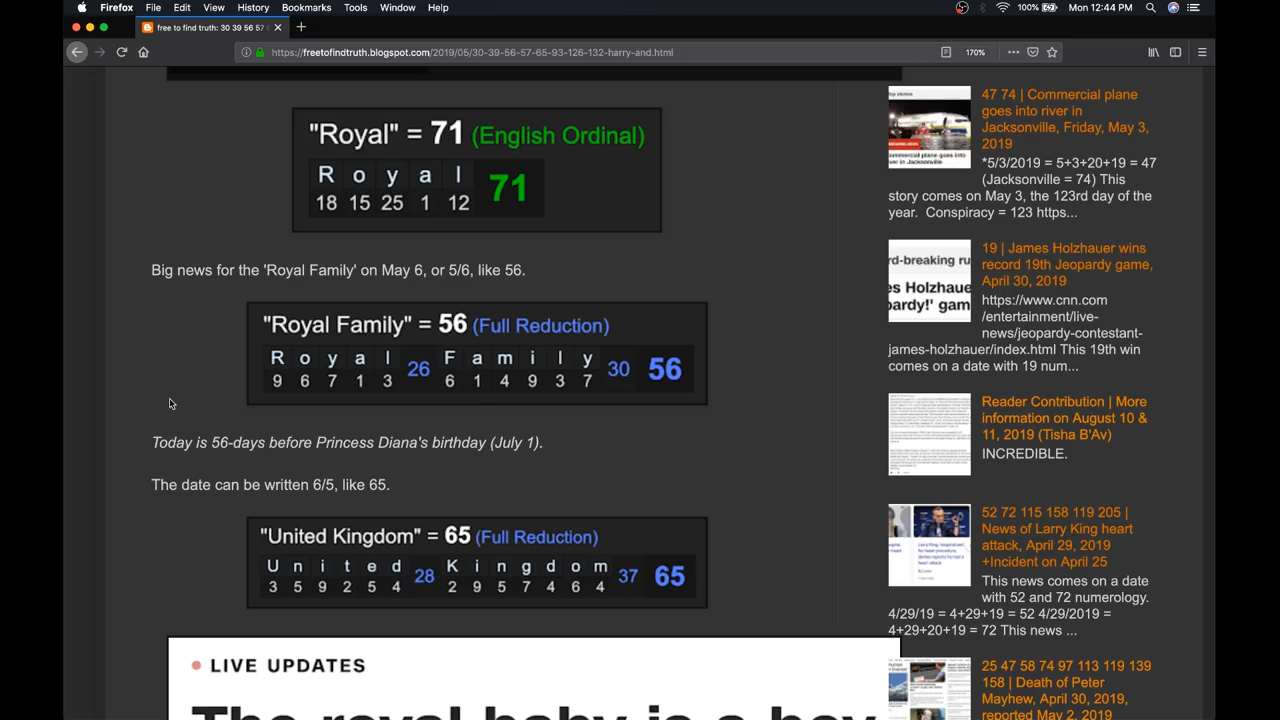 Firefox File Edit View History Bookmarks Tools Window Help 100% Mon 12:44 PM
free to find truth: 30 39 56 57
https://freetofindtruth.blogspot.com/2019/05/30-39-56-57-65-93-126-132-harry-and.html 170%
"Royal" = 71 (English Ordinal)
R o y a l 71
18 15 25 1 12
Big news for the 'Royal Family' on May 6, or 5/6, like 56.
"Royal Family" = 56 (Full Reduction)
R o y a l 26 F a m i l y 30 56
9 6 7 1 3 6 1 4 9 3 7
Today is 56-days before Princess Diana's birthday (July 1).
The date can be written 6/5, like 65.
"United Kingdom" = 65 (Full Reduction)
U n i t e d 28 K i n g d o m 37 65
3 5 9 2 5 4 2 9 5 7 4 6 4
LIVE UPDATES
47 74 | Commercial plane
goes into river in
Jacksonville, Friday, May 3,
2019
*5/3/2019 = 5+3+20+19 = 47
(Jacksonville = 74) This
story comes on May 3, the 123rd day of the
year. Conspiracy = 123 https...
Commercial plane goes into
river in Jacksonville
19 | James Holzhauer wins
record 19th Jeopardy game,
April 30, 2019
https://www.cnn.com
/entertainment/live-
news/jeopardy-contestant-
james-holzhauer/index.html This 19th win
comes on a date with 19 num...
rd-breaking ru
es Holzhaue
pardy!' gam
Reader Contribution | More
information on August 10 &
11, 2019 (Tisha B'Av)
INCREDIBLE.
52 72 115 158 119 205 |
News of Larry King heart
attack, April 29, 2019
+Incident on April 25
This news comes on a date
with 52 and 72 numerology.
4/29/19 = 4+29+19 = 52 4/29/2019 =
4+29+20+19 = 72 This news ...
25 47 58 74 97 113 119 139
158 | Death of Peter
Mayhew, April 30,
reported May 2, 2019